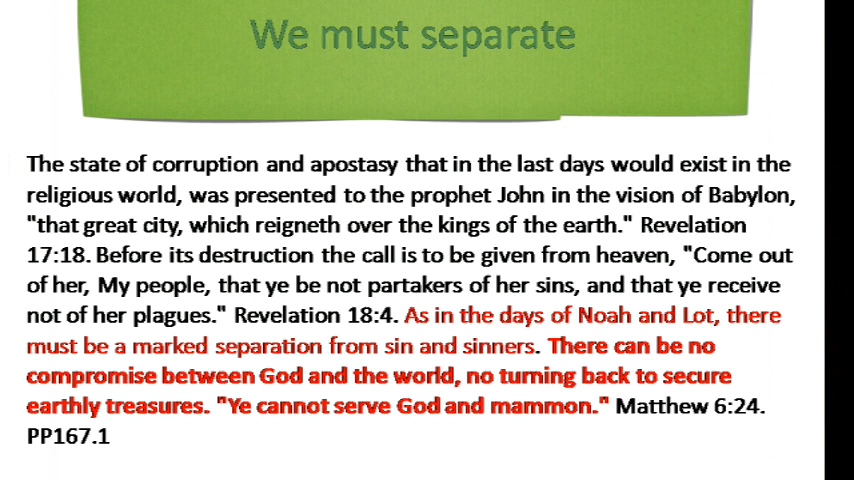 We must separate
The state of corruption and apostasy that in the last days would exist in the
religious world, was presented to the prophet John in the vision of Babylon,
"that great city, which reigneth over the kings of the earth." Revelation
17:18. Before its destruction the call is to be given from heaven, "Come out
of her, My people, that ye be not partakers of her sins, and that ye receive
not of her plagues." Revelation 18:4. As in the days of Noah and Lot, there
must be a marked separation from sin and sinners. There can be no
compromise between God and the world, no turning back to secure
earthly treasures. "Ye cannot serve God and mammon." Matthew 6:24.
PP167.1